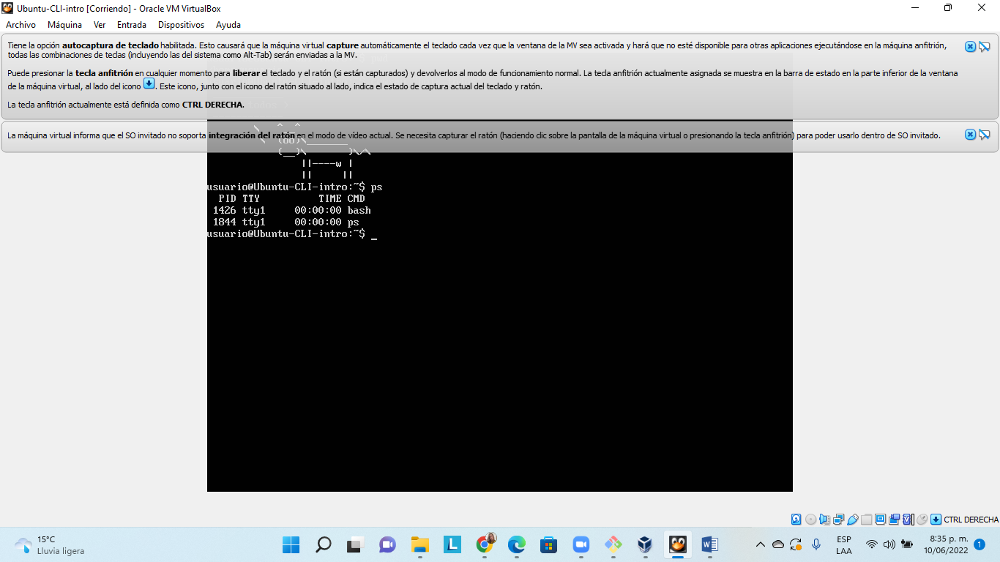 Ubuntu-CLI-intro [Corriendo] - Oracle VM VirtualBox
Archivo Máquina Ver Entrada Dispositivos Ayuda
Tiene la opción autocaptura de teclado habilitada. Esto causará que la máquina virtual capture automáticamente el teclado cada vez que la ventana de la MV sea activada y hará que no esté disponible para otras aplicaciones ejecutándose en la máquina anfitrión,
todas las combinaciones de teclas (incluyendo las del sistema como Alt-Tab) serán enviadas a la MV.
Puede presionar la tecla anfitrión en cualquier momento para liberar el teclado y el ratón (si están capturados) y devolverlos al modo de funcionamiento normal. La tecla anfitrión actualmente asignada se muestra en la barra de estado en la parte inferior de la ventana
de la máquina virtual, al lado del icono . Este icono, junto con el icono del ratón situado al lado, indica el estado de captura actual del teclado y ratón.
La tecla anfitrión actualmente está definida como CTRL DERECHA.
La máquina virtual informa que el SO invitado no soporta integración del ratón en el modo de vídeo actual. Se necesita capturar el ratón (haciendo clic sobre la pantalla de la máquina virtual o presionando la tecla anfitrión) para poder usarlo dentro de SO invitado.
\ ^__^
\ (oo)\_______
(__)\ )\/\
||----w |
|| ||
usuario@Ubuntu-CLI-intro:~$ ps
PID TTY TIME CMD
1426 tty1 00:00:00 bash
1844 tty1 00:00:00 ps
usuario@Ubuntu-CLI-intro:~$ _
CTRL DERECHA
15°C
Lluvia ligera
L
W
ESP
LAA
8:35 p. m.
10/06/2022
1